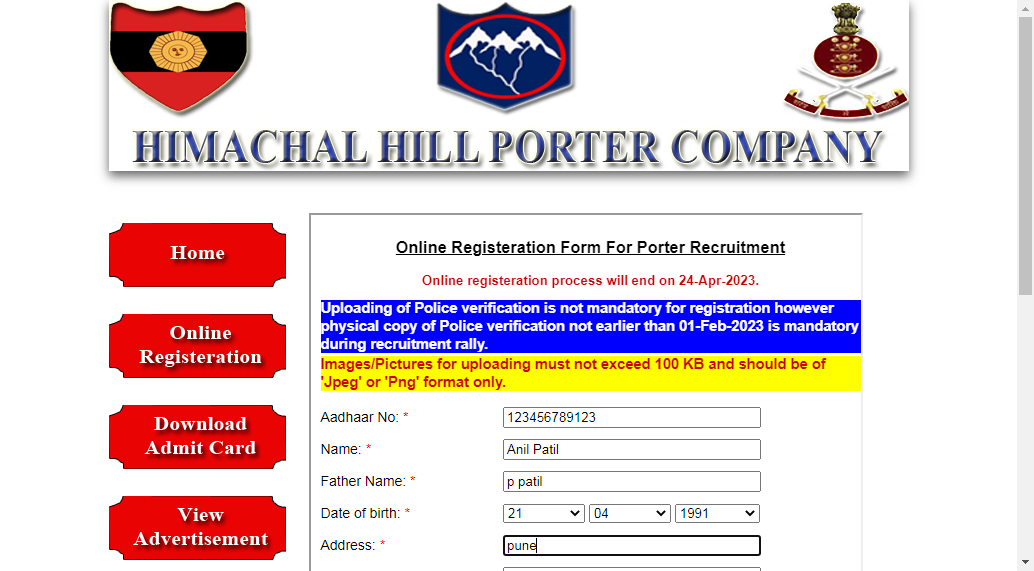 HIMACHAL HILL PORTER COMPANY
Home
Online
Registeration
Download
Admit Card
View
Advertisement
Online Registeration Form For Porter Recruitment
Online registeration process will end on 24-Apr-2023.
Uploading of Police verification is not mandatory for registration however
physical copy of Police verification not earlier than 01-Feb-2023 is mandatory
during recruitment rally.
Images/Pictures for uploading must not exceed 100 KB and should be of
'Jpeg' or 'Png' format only.
Aadhaar No: * 123456789123
Name: * Anil Patil
Father Name: * p patil
Date of birth: * 21 04 1991
Address: * pune